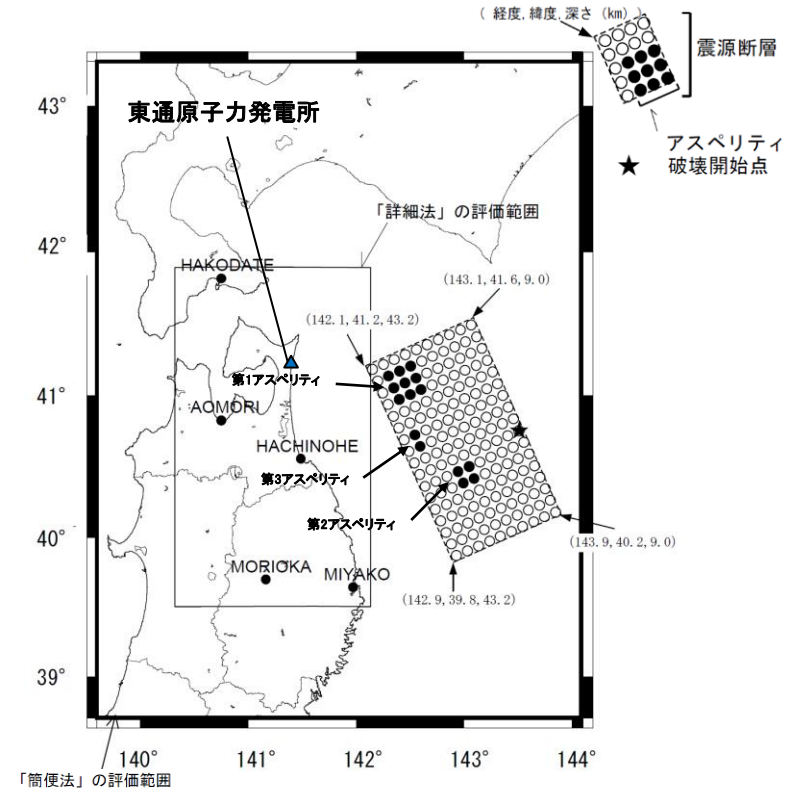 ( 経度, 緯度, 深さ (km) )
震源断層
アスペリティ
★ 破壊開始点
43°
東通原子力発電所
「詳細法」の評価範囲
42°
HAKODATE
(143.1, 41.6, 9.0)
(142.1, 41.2, 43.2)
第1アスペリティ
41°
AOMORI
HACHINOHE
第3アスペリティ
第2アスペリティ
40°
(143.9, 40.2, 9.0)
MORIOKA
MIYAKO
(142.9, 39.8, 43.2)
39°
140° 141° 142° 143° 144°
「簡便法」の評価範囲